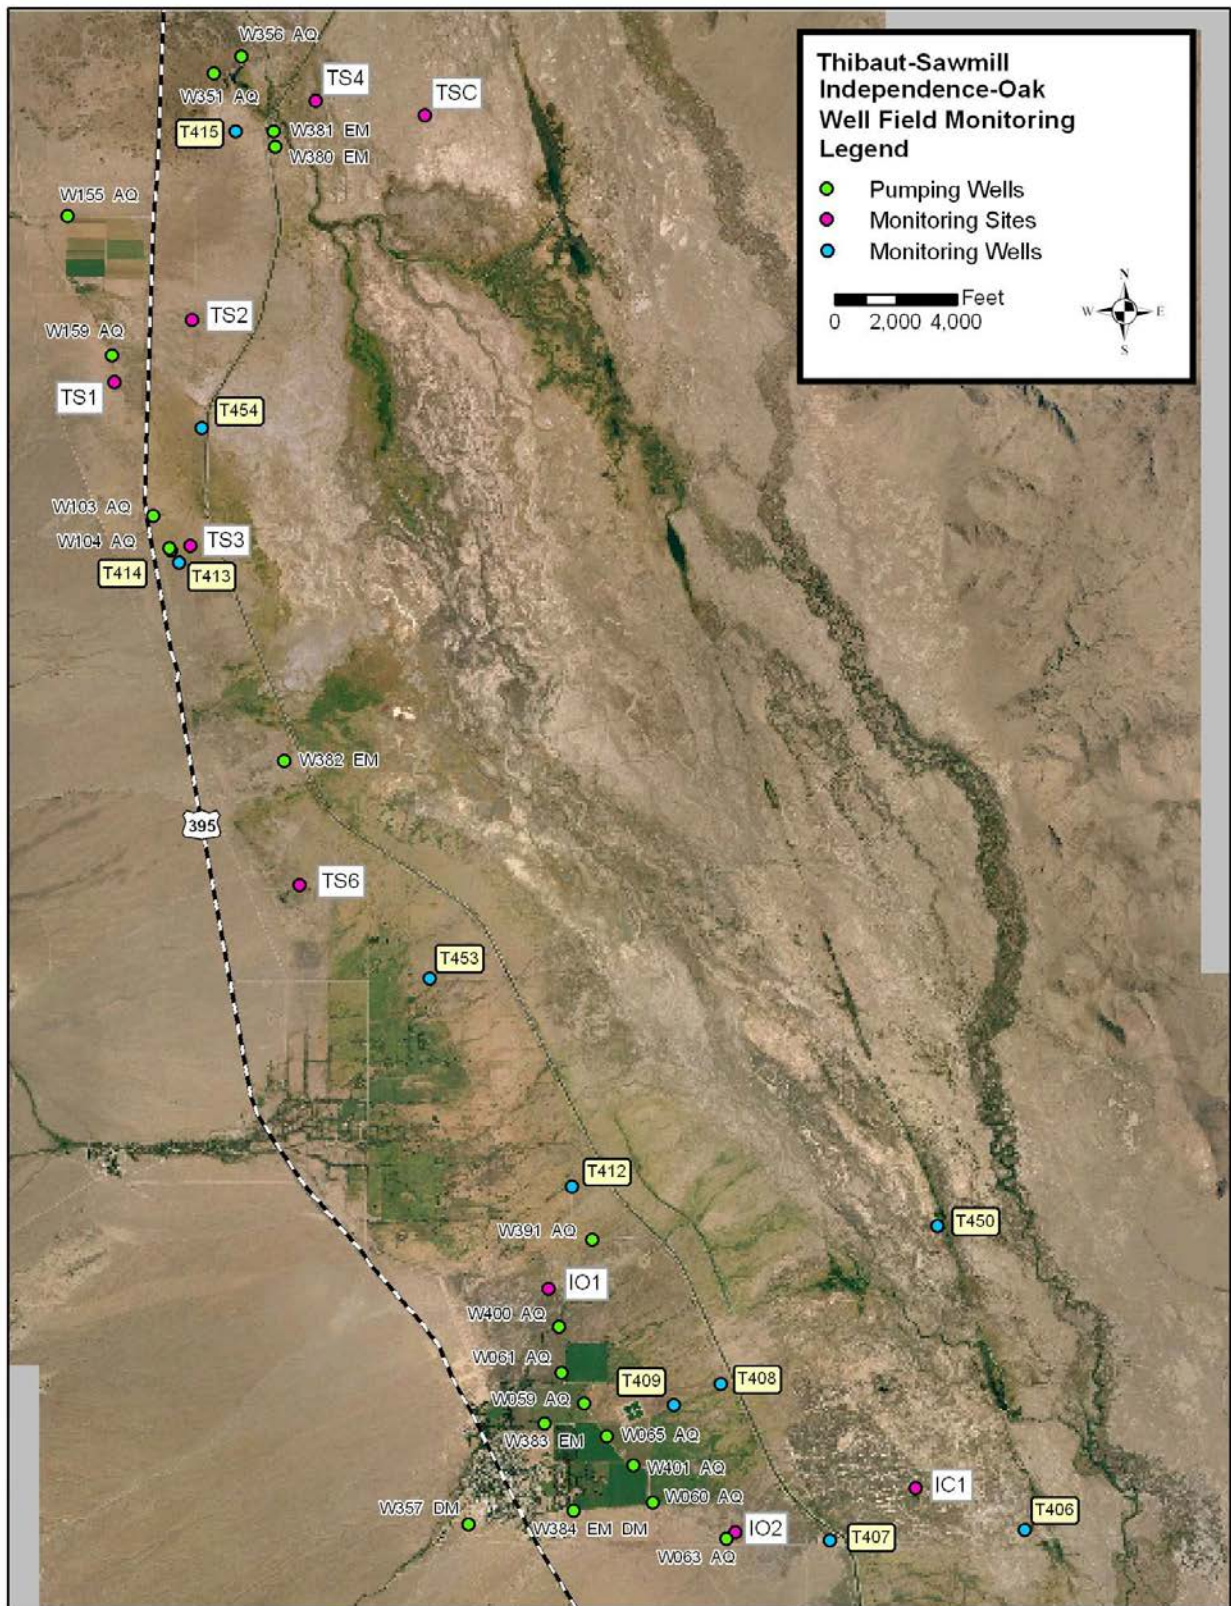 W356 AQ
TS4
TSC
W351 AQ
T415
W381 EM
W380 EM
W155 AQ
TS2
W159 AQ
TS1
T454
W103 AQ
W104 AQ
TS3
T414
T413
W382 EM
395
TS6
T453
T412
W391 AQ
T450
IO1
W400 AQ
W061 AQ
T409
T408
W059 AQ
W383 EM
W065 AQ
W401 AQ
W357 DM
W384 EM DM
W060 AQ
IC1
IO2
W063 AQ
T407
T406
Thibaut-Sawmill
Independence-Oak
Well Field Monitoring
Legend
Pumping Wells
Monitoring Sites
Monitoring Wells
Feet
0 2,000 4,000
N
W E
S